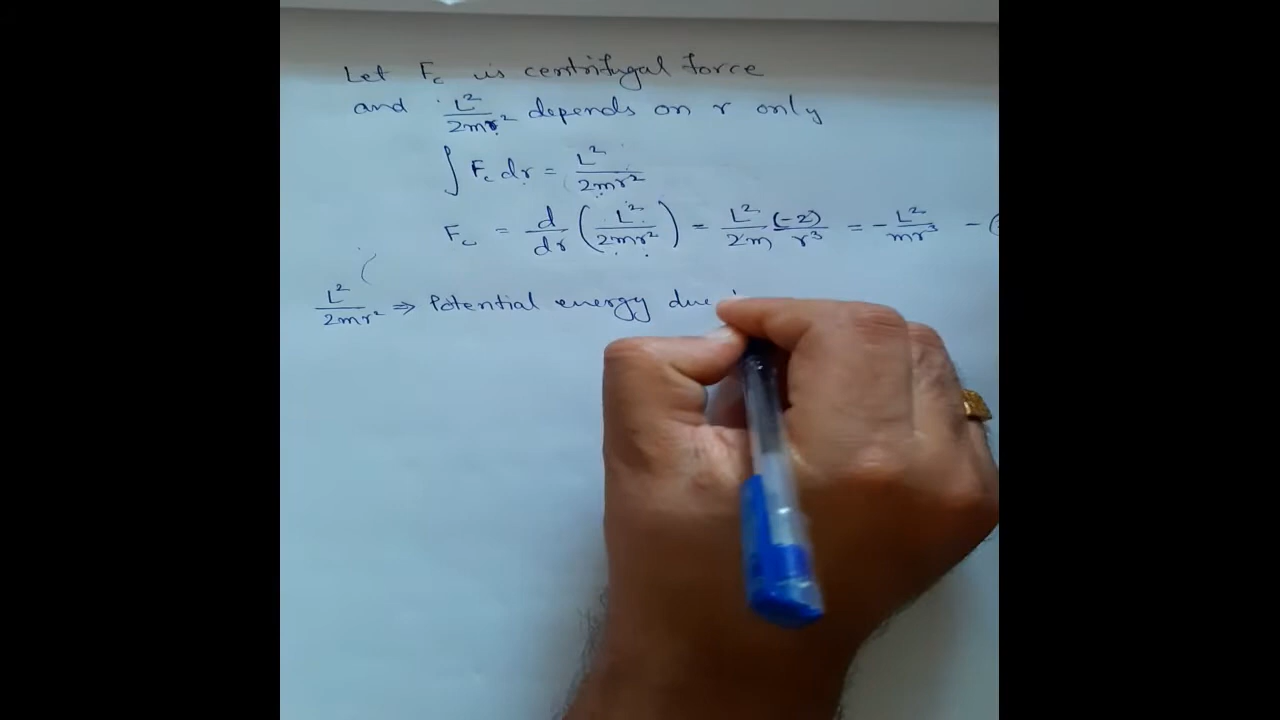 Let F_c is centrifugal force
and L²/2mr² depends on r only
∫ F_c dr = L²/2mr²
F_c = d/dr (L²/2mr²) = L²/2m (-2)/r³ = - L²/mr³ - (
L²/2mr² ⇒ Potential energy due